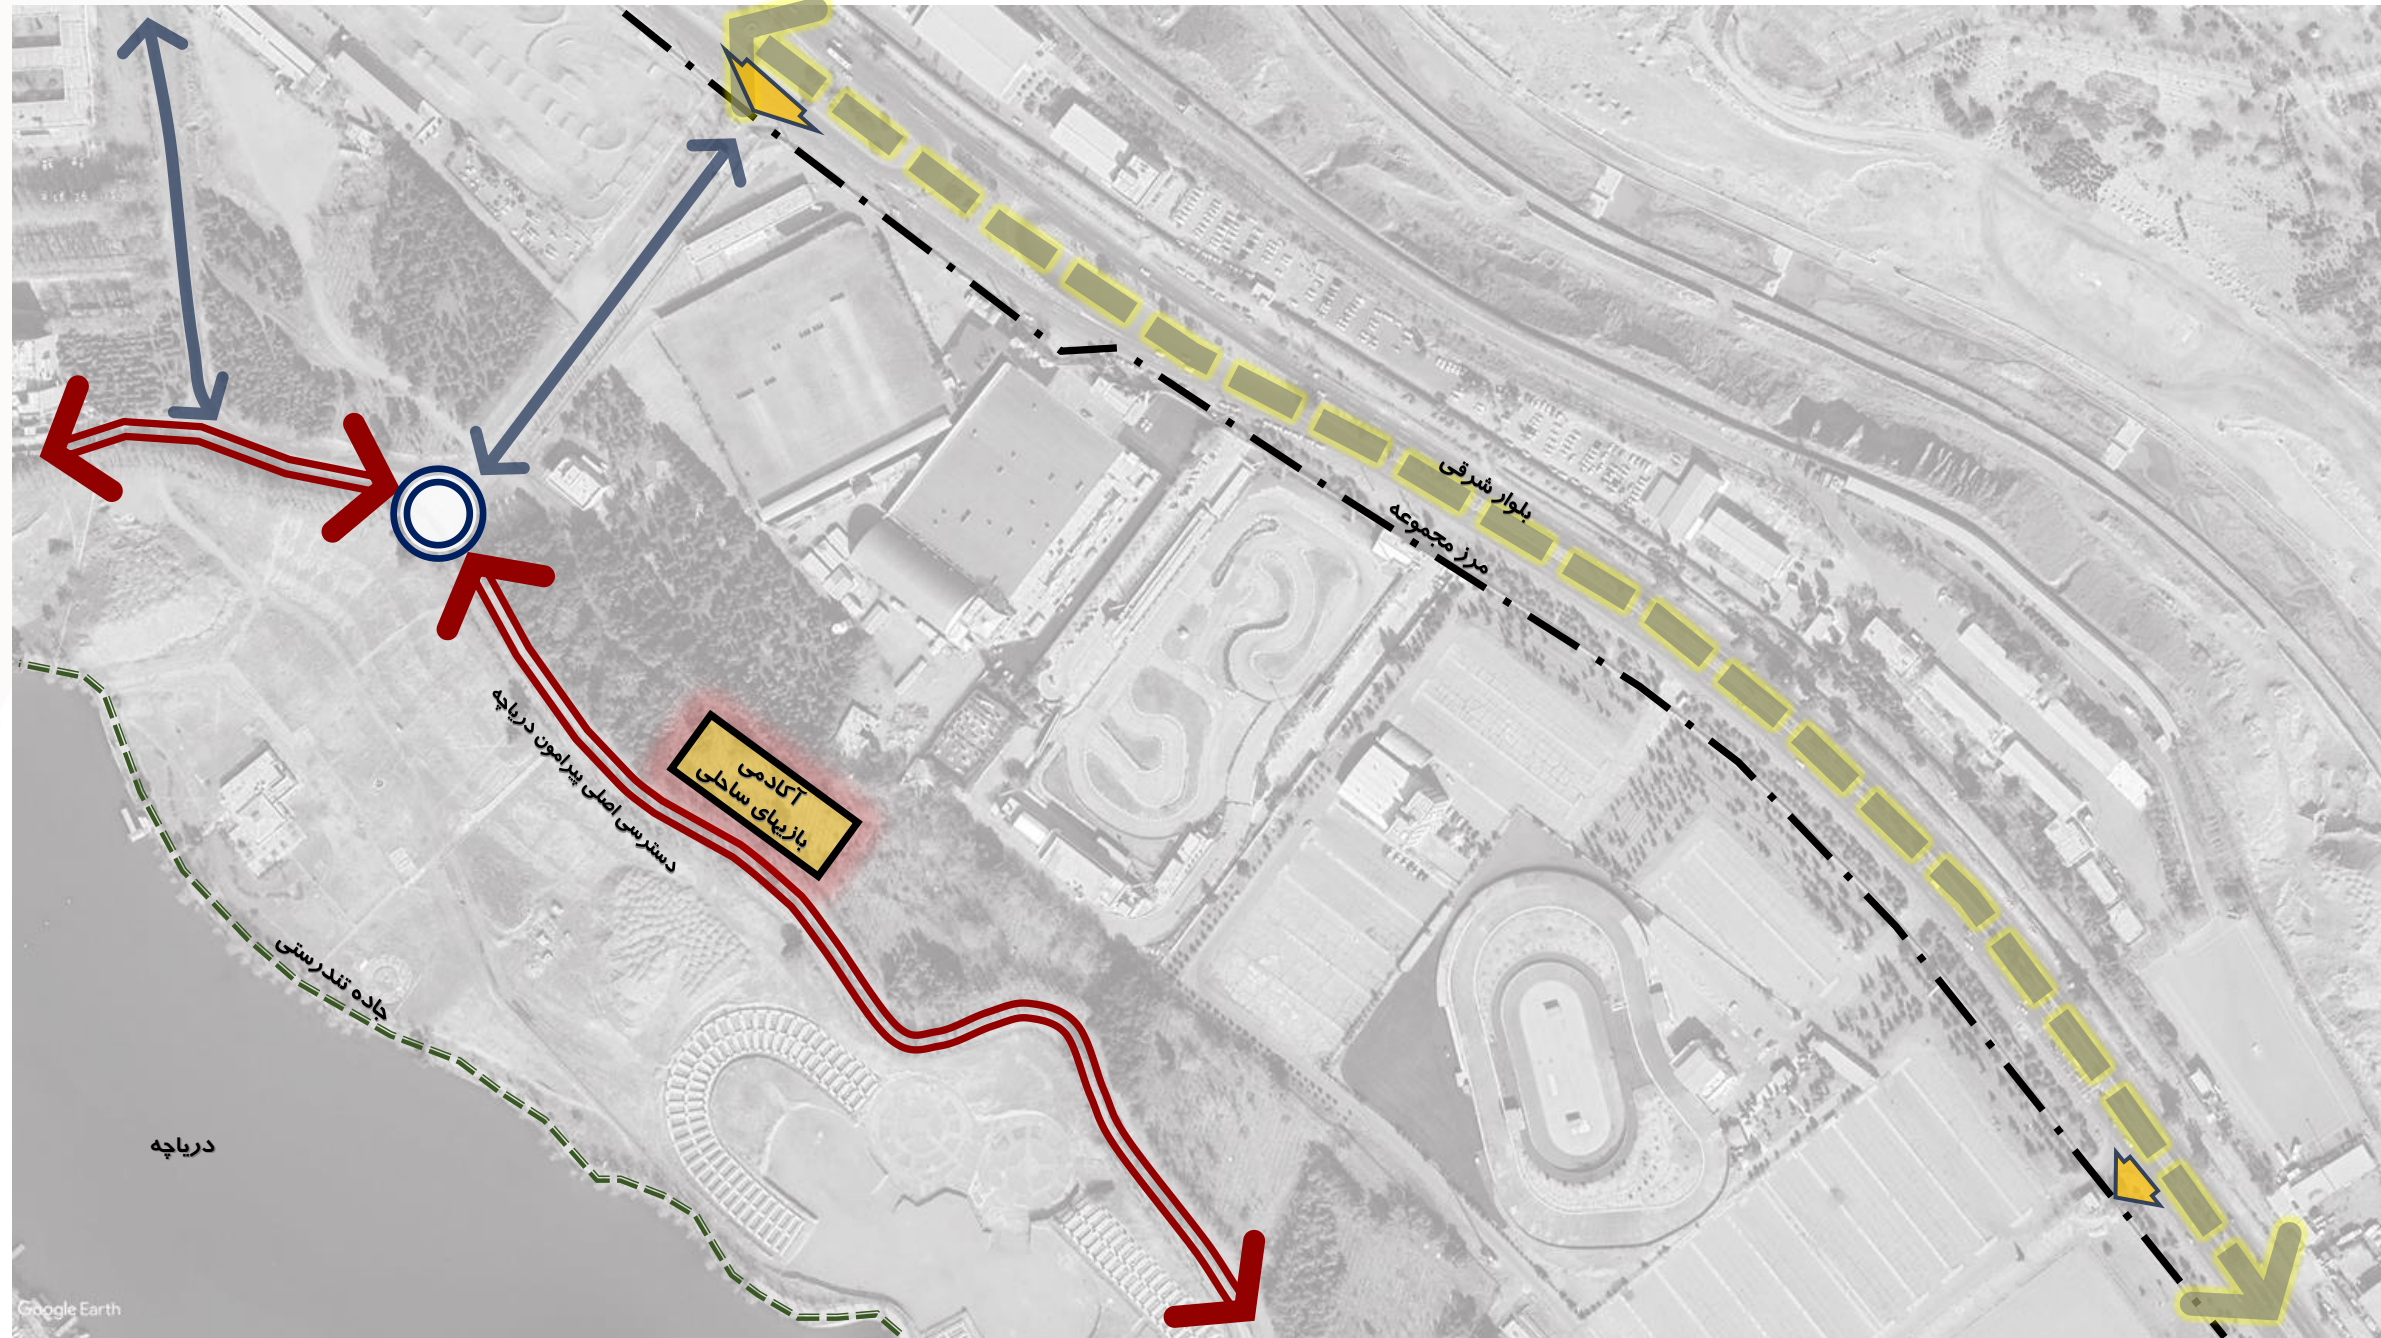 بلوار شرقی
مرز مجموعه
دسترسی اصلی پیرامون دریاچه
آکادمی
بازیهای ساحلی
جاده تندرستی
دریاچه
Google Earth